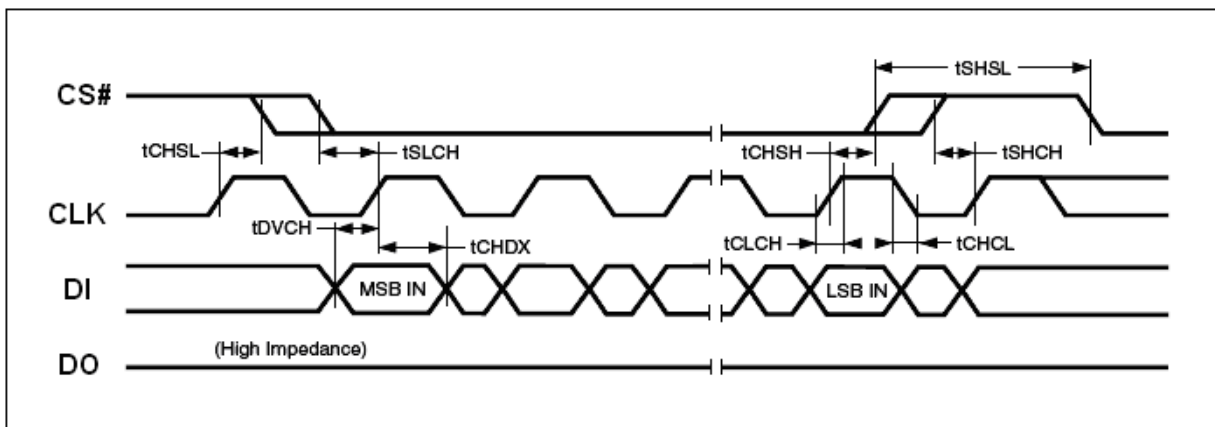 tSHSL
CS#
tCHSL
tSLCH
tCHSH
tSHCH
CLK
tDVCH
tCHDX
tCLCH
tCHCL
DI
MSB IN
LSB IN
(High Impedance)
DO